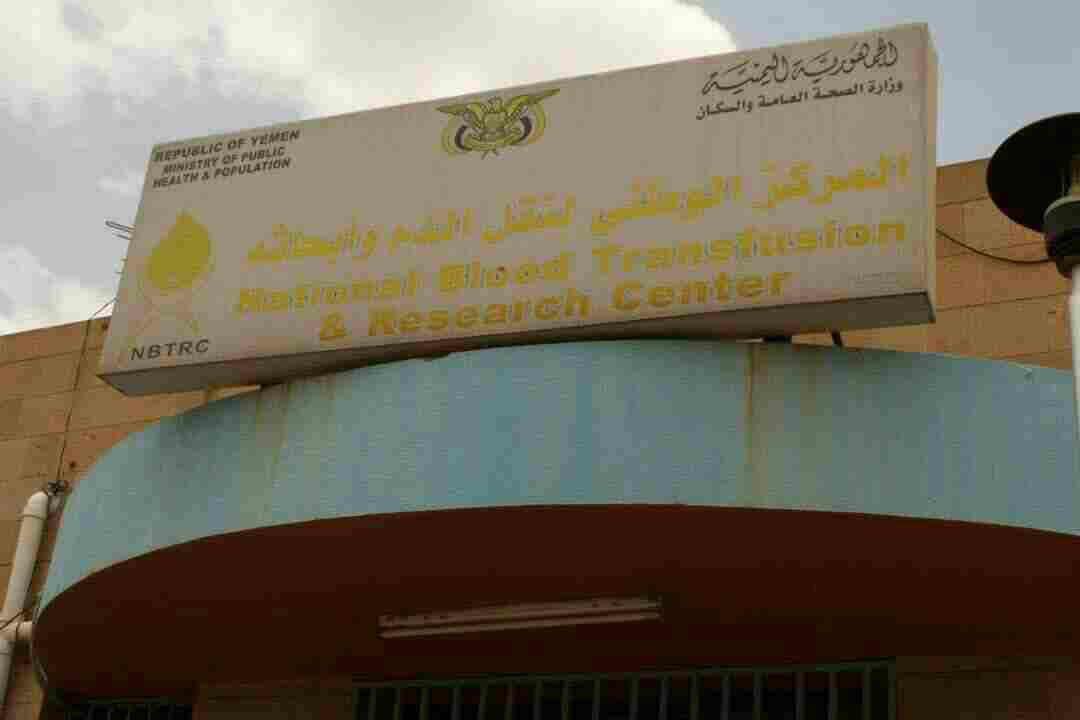 REPUBLIC OF YEMEN
MINISTRY OF PUBLIC
HEALTH & POPULATION
الجمهورية اليمنية
وزارة الصحة العامة والسكان
المركز الوطني لنقل الدم وأبحاثه
National Blood Transfusion
& Research Center
NBTRC